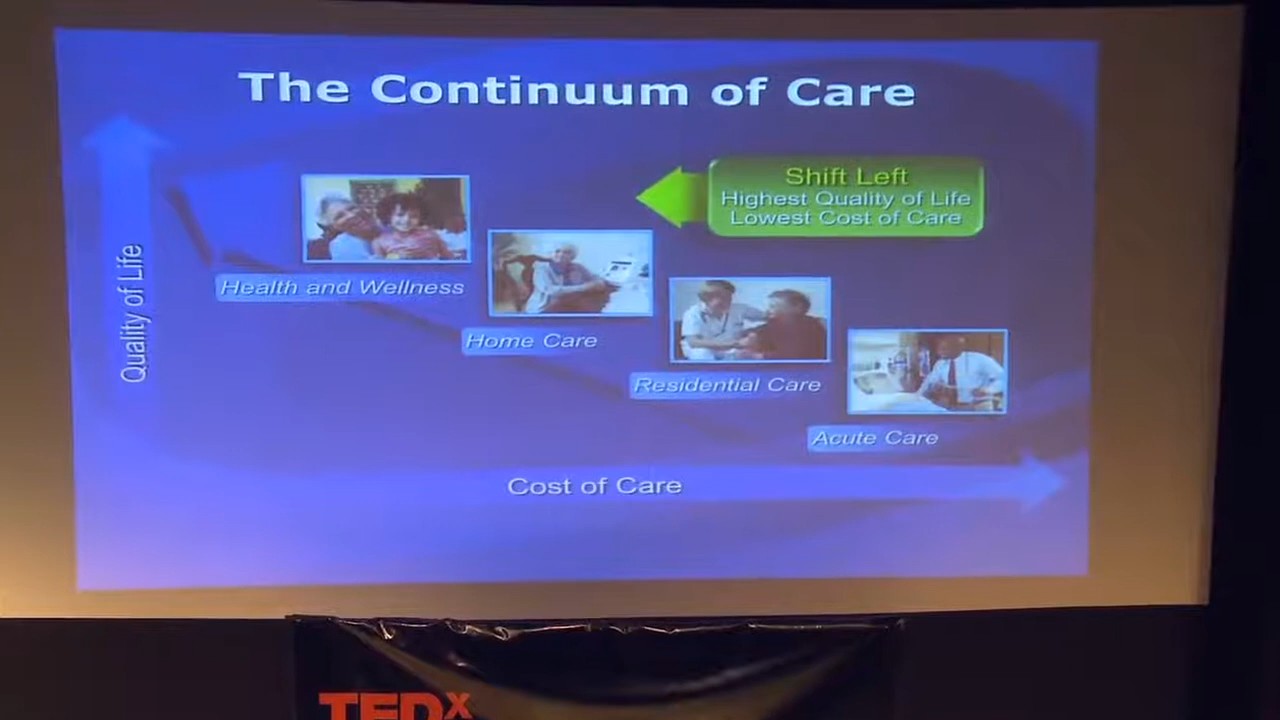 The Continuum of Care
Shift Left
Highest Quality of Life
Lowest Cost of Care
Quality of Life
Health and Wellness
Home Care
Residential Care
Acute Care
Cost of Care
TEDx